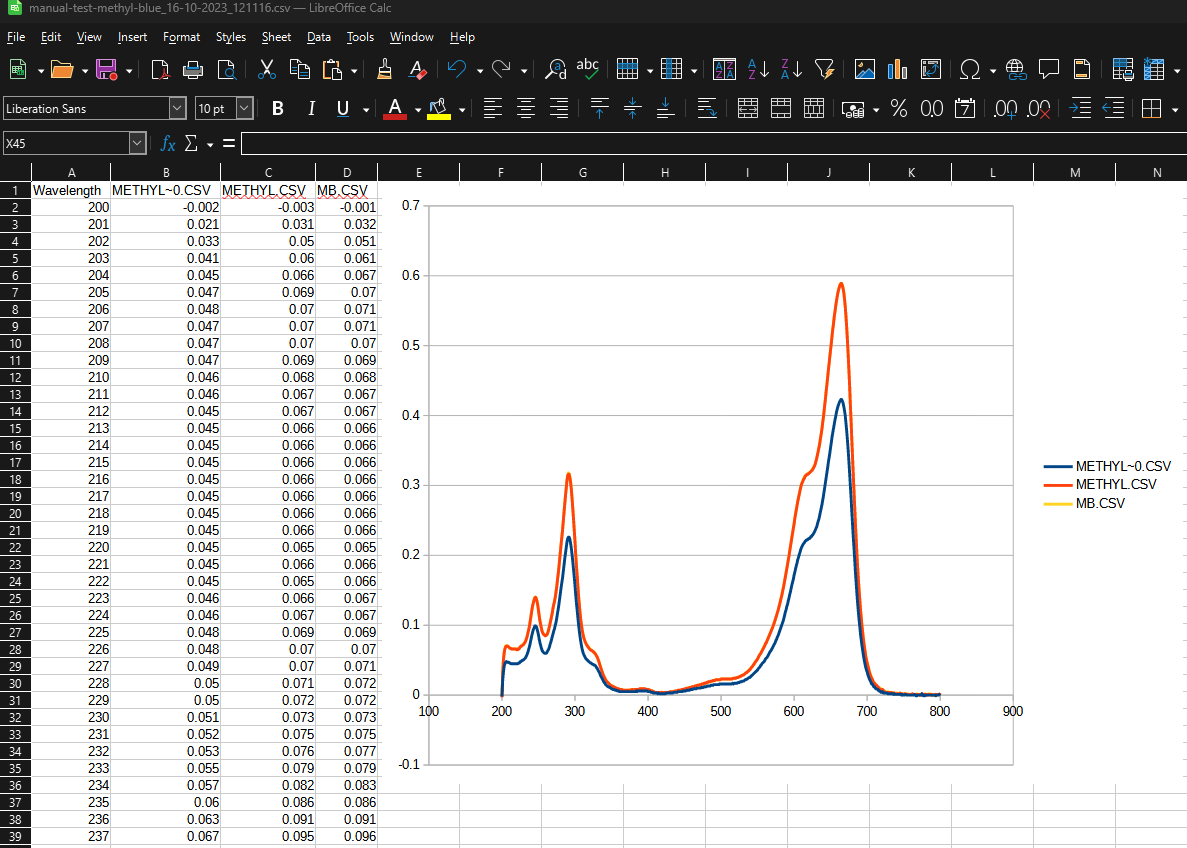 manual-test-methyl-blue_16-10-2023_121116.csv — LibreOffice Calc
File Edit View Insert Format Styles Sheet Data Tools Window Help
Liberation Sans 10 pt B I U A % 0.0 7 .00 .00
X45 fx Σ =
A B C D E F G H I J K L M N
1 Wavelength METHYL~0.CSV METHYL.CSV MB.CSV
2 200 -0.002 -0.003 -0.001
3 201 0.021 0.031 0.032
4 202 0.033 0.05 0.051
5 203 0.041 0.06 0.061
6 204 0.045 0.066 0.067
7 205 0.047 0.069 0.07
8 206 0.048 0.07 0.071
9 207 0.047 0.07 0.071
10 208 0.047 0.07 0.07
11 209 0.047 0.069 0.069
12 210 0.046 0.068 0.068
13 211 0.046 0.067 0.067
14 212 0.045 0.067 0.067
15 213 0.045 0.066 0.066
16 214 0.045 0.066 0.066
17 215 0.045 0.066 0.066
18 216 0.045 0.066 0.066
19 217 0.045 0.066 0.066
20 218 0.045 0.066 0.066
21 219 0.045 0.066 0.066
22 220 0.045 0.065 0.065
23 221 0.045 0.066 0.066
24 222 0.045 0.065 0.066
25 223 0.046 0.066 0.067
26 224 0.046 0.067 0.067
27 225 0.048 0.069 0.069
28 226 0.048 0.07 0.07
29 227 0.049 0.07 0.071
30 228 0.05 0.071 0.072
31 229 0.05 0.072 0.072
32 230 0.051 0.073 0.073
33 231 0.052 0.075 0.075
34 232 0.053 0.076 0.077
35 233 0.055 0.079 0.079
36 234 0.057 0.082 0.083
37 235 0.06 0.086 0.086
38 236 0.063 0.091 0.091
39 237 0.067 0.095 0.096
0.7
0.6
0.5
0.4
0.3
0.2
0.1
0
-0.1
100 200 300 400 500 600 700 800 900
METHYL~0.CSV
METHYL.CSV
MB.CSV